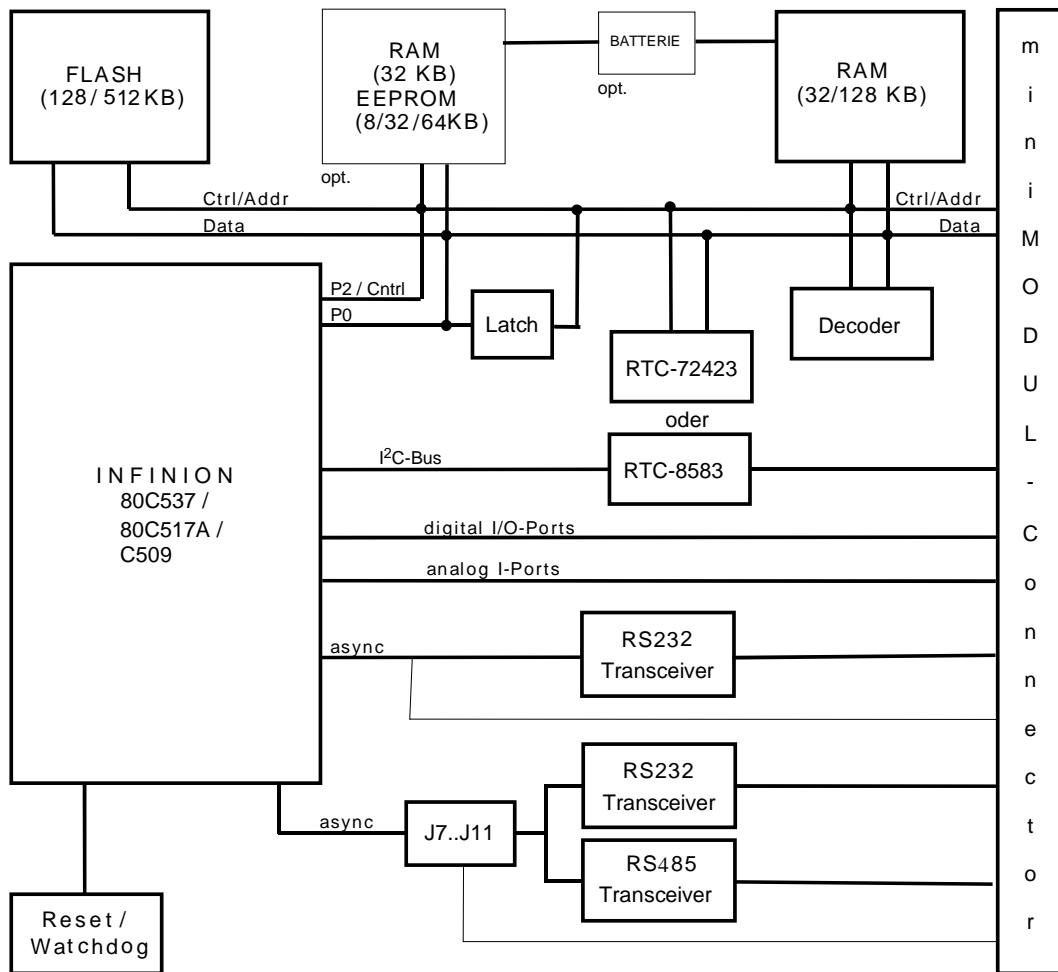 FLASH
(128/ 512KB)
RAM
(32 KB)
EEPROM
(8/32/64KB)
opt.
BATTERIE
opt.
RAM
(32/128 KB)
Ctrl/Addr
Ctrl/Addr
Data
Data
P2 / Cntrl
P0
Latch
RTC-72423
Decoder
oder
I²C-Bus
RTC-8583
INFINION
80C537 /
80C517A /
C509
digital I/O-Ports
analog I-Ports
async
RS232
Transceiver
RS232
Transceiver
async
J7..J11
RS485
Transceiver
Reset /
Watchdog
miniMODUL-Connector